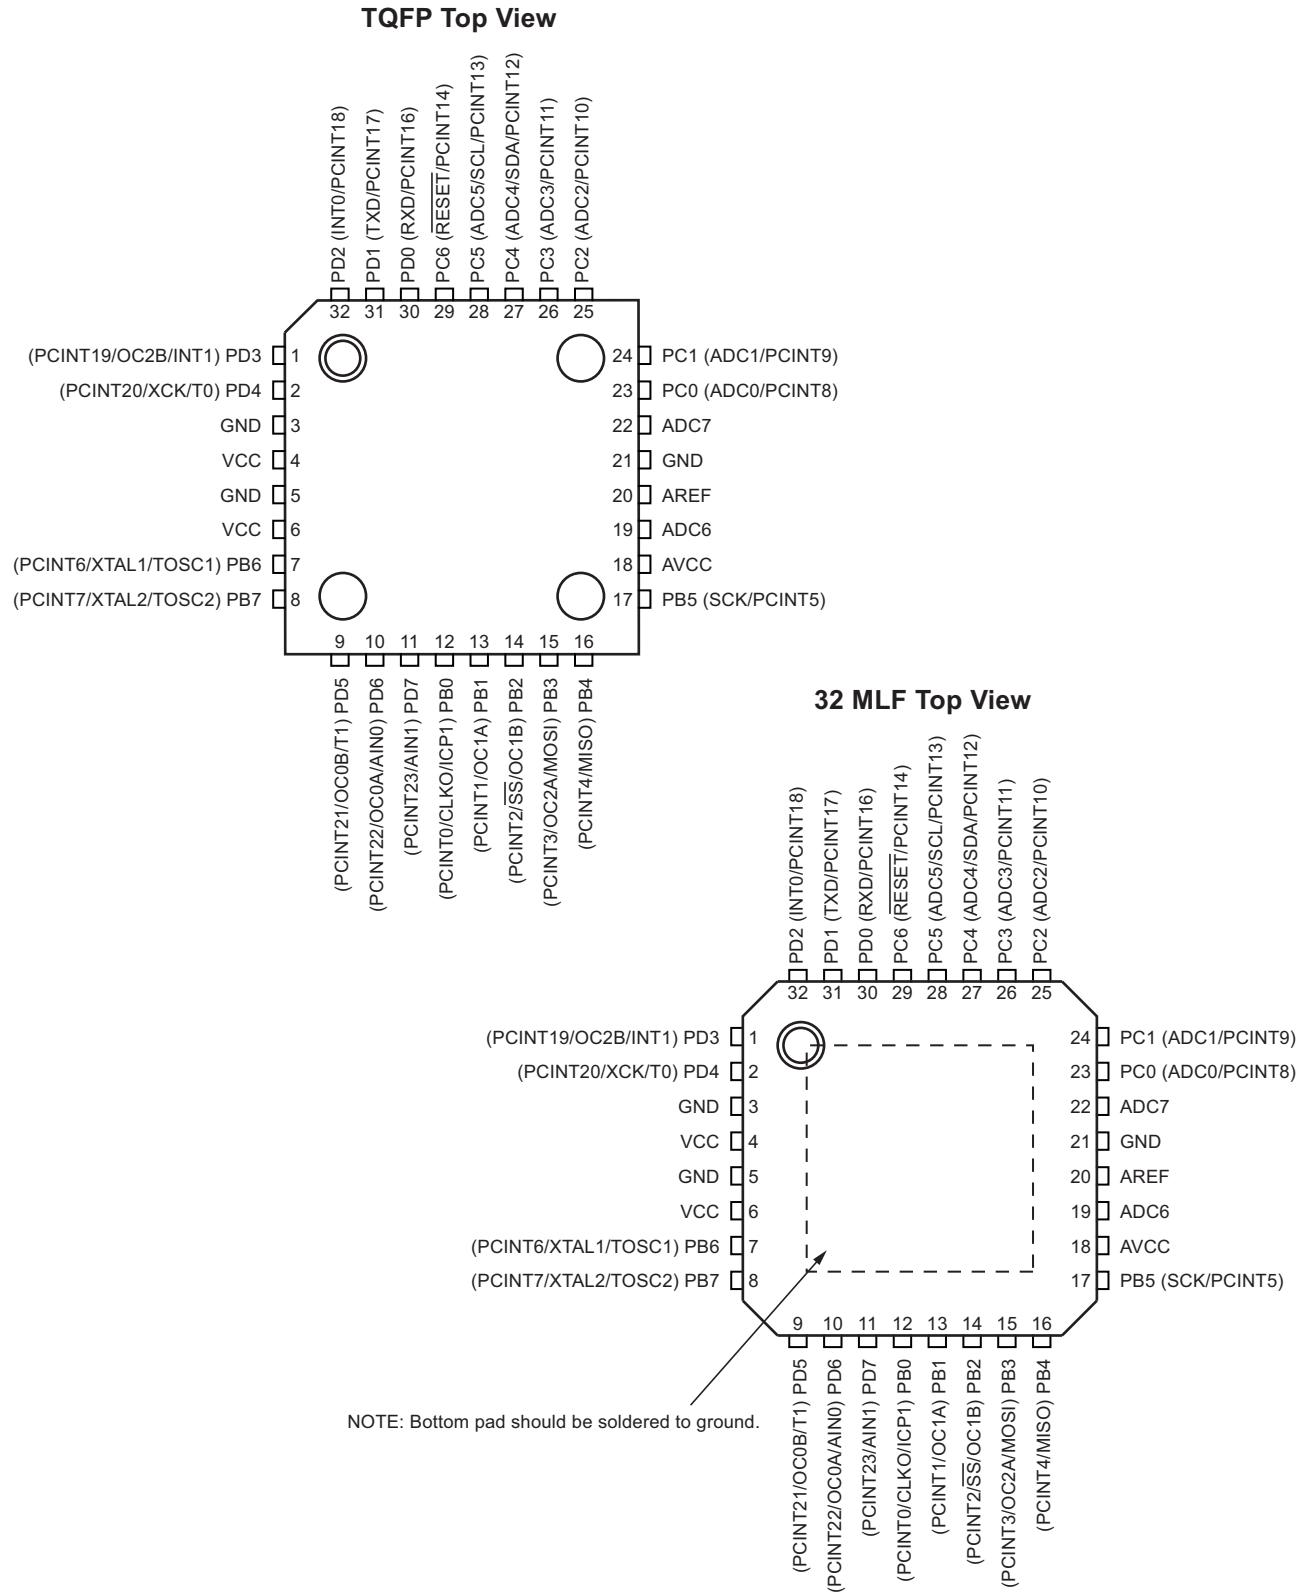 TQFP Top View
PD2 (INT0/PCINT18)
PD1 (TXD/PCINT17)
PD0 (RXD/PCINT16)
PC6 (R̅E̅S̅E̅T̅/PCINT14)
PC5 (ADC5/SCL/PCINT13)
PC4 (ADC4/SDA/PCINT12)
PC3 (ADC3/PCINT11)
PC2 (ADC2/PCINT10)
32 31 30 29 28 27 26 25
(PCINT19/OC2B/INT1) PD3 1
(PCINT20/XCK/T0) PD4 2
GND 3
VCC 4
GND 5
VCC 6
(PCINT6/XTAL1/TOSC1) PB6 7
(PCINT7/XTAL2/TOSC2) PB7 8
24 PC1 (ADC1/PCINT9)
23 PC0 (ADC0/PCINT8)
22 ADC7
21 GND
20 AREF
19 ADC6
18 AVCC
17 PB5 (SCK/PCINT5)
9 10 11 12 13 14 15 16
(PCINT21/OC0B/T1) PD5
(PCINT22/OC0A/AIN0) PD6
(PCINT23/AIN1) PD7
(PCINT0/CLKO/ICP1) PB0
(PCINT1/OC1A) PB1
(PCINT2/S̅S̅/OC1B) PB2
(PCINT3/OC2A/MOSI) PB3
(PCINT4/MISO) PB4
32 MLF Top View
PD2 (INT0/PCINT18)
PD1 (TXD/PCINT17)
PD0 (RXD/PCINT16)
PC6 (R̅E̅S̅E̅T̅/PCINT14)
PC5 (ADC5/SCL/PCINT13)
PC4 (ADC4/SDA/PCINT12)
PC3 (ADC3/PCINT11)
PC2 (ADC2/PCINT10)
32 31 30 29 28 27 26 25
(PCINT19/OC2B/INT1) PD3 1
(PCINT20/XCK/T0) PD4 2
GND 3
VCC 4
GND 5
VCC 6
(PCINT6/XTAL1/TOSC1) PB6 7
(PCINT7/XTAL2/TOSC2) PB7 8
24 PC1 (ADC1/PCINT9)
23 PC0 (ADC0/PCINT8)
22 ADC7
21 GND
20 AREF
19 ADC6
18 AVCC
17 PB5 (SCK/PCINT5)
9 10 11 12 13 14 15 16
(PCINT21/OC0B/T1) PD5
(PCINT22/OC0A/AIN0) PD6
(PCINT23/AIN1) PD7
(PCINT0/CLKO/ICP1) PB0
(PCINT1/OC1A) PB1
(PCINT2/S̅S̅/OC1B) PB2
(PCINT3/OC2A/MOSI) PB3
(PCINT4/MISO) PB4
NOTE: Bottom pad should be soldered to ground.